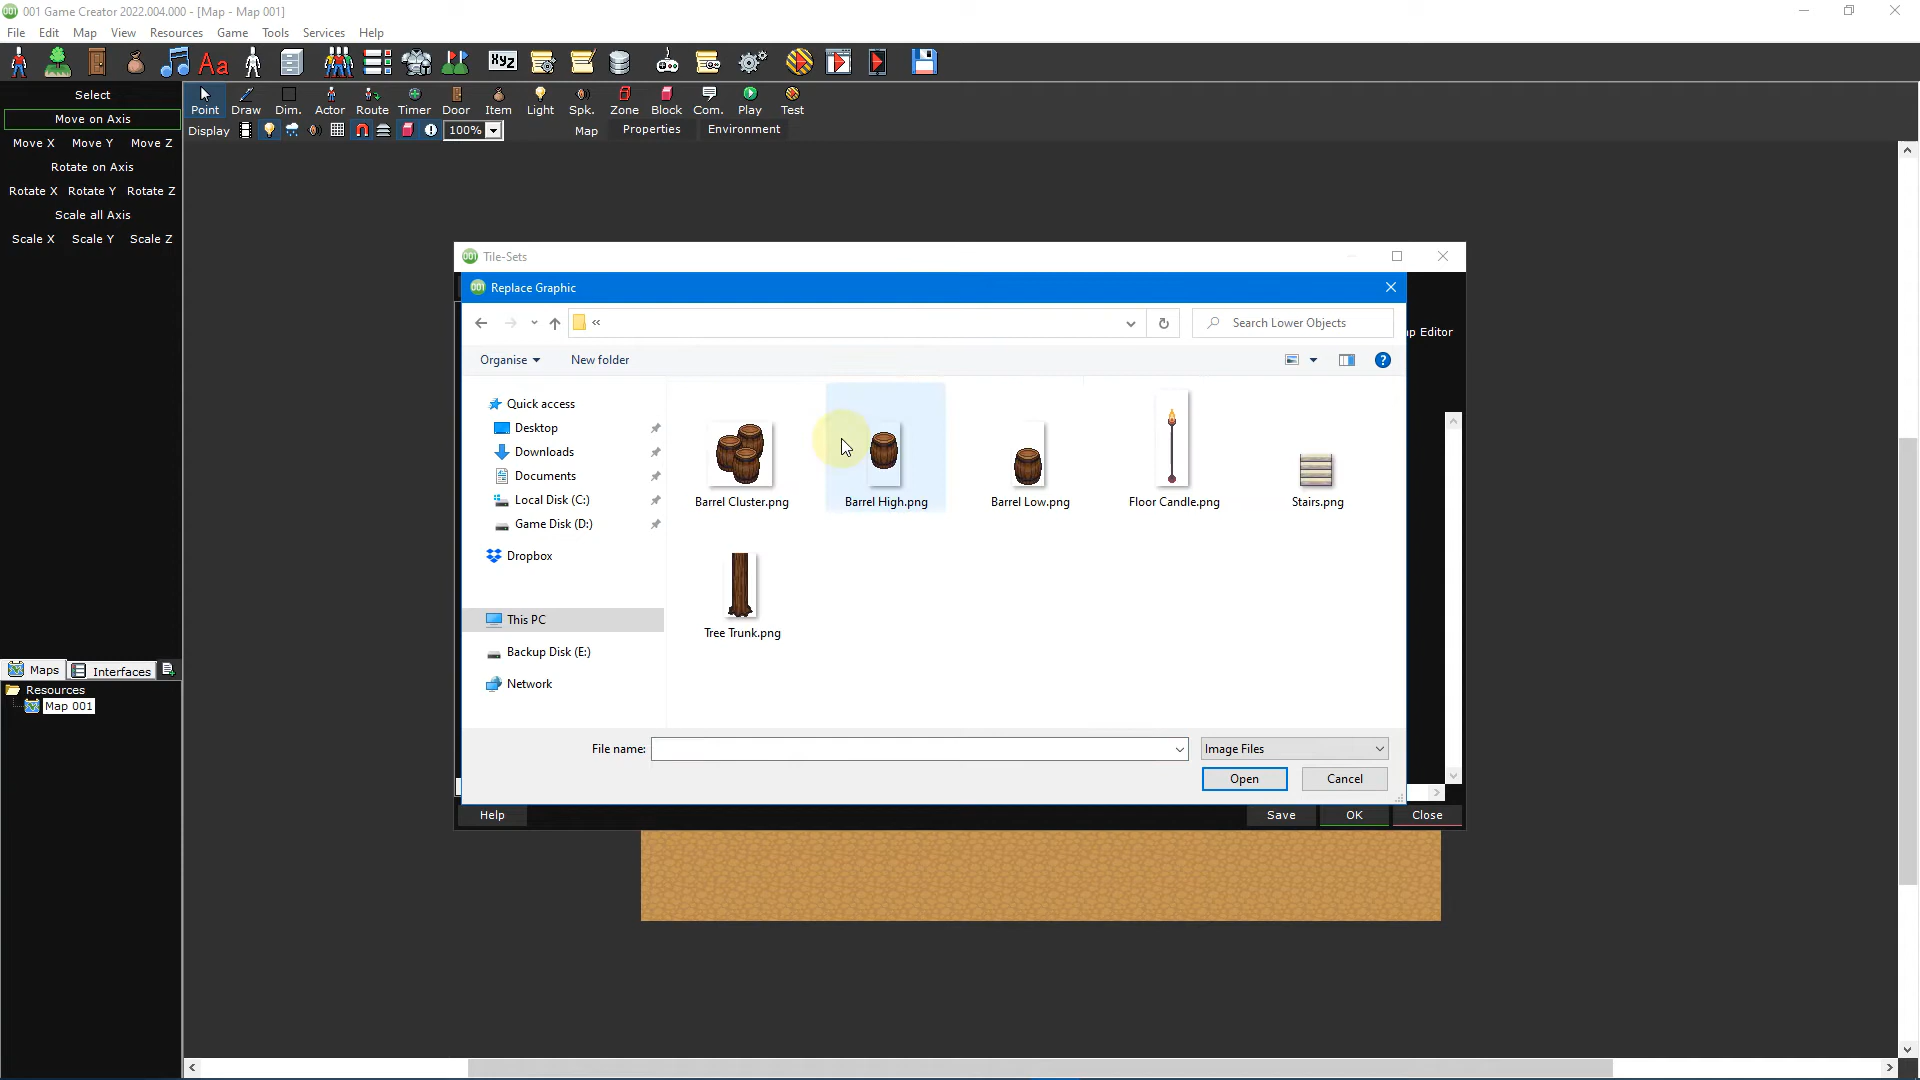 001 Game Creator 2022.004.000 - [Map - Map 001]
File Edit Map View Resources Game Tools Services Help
Aa XYZ
Select
Move on Axis
Move X Move Y Move Z
Rotate on Axis
Rotate X Rotate Y Rotate Z
Scale all Axis
Scale X Scale Y Scale Z
Point Draw Dim. Actor Route Timer Door Item Light Spk. Zone Block Com. Play Test
Display 100% Map Properties Environment
Tile-Sets
Replace Graphic
Search Lower Objects
p Editor
Organise New folder
Quick access
Desktop
Downloads
Documents
Local Disk (C:)
Game Disk (D:)
Dropbox
This PC
Backup Disk (E:)
Network
Barrel Cluster.png Barrel High.png Barrel Low.png Floor Candle.png Stairs.png
Tree Trunk.png
File name: Image Files
Open Cancel
Help Save OK Close
Maps Interfaces
Resources
Map 001